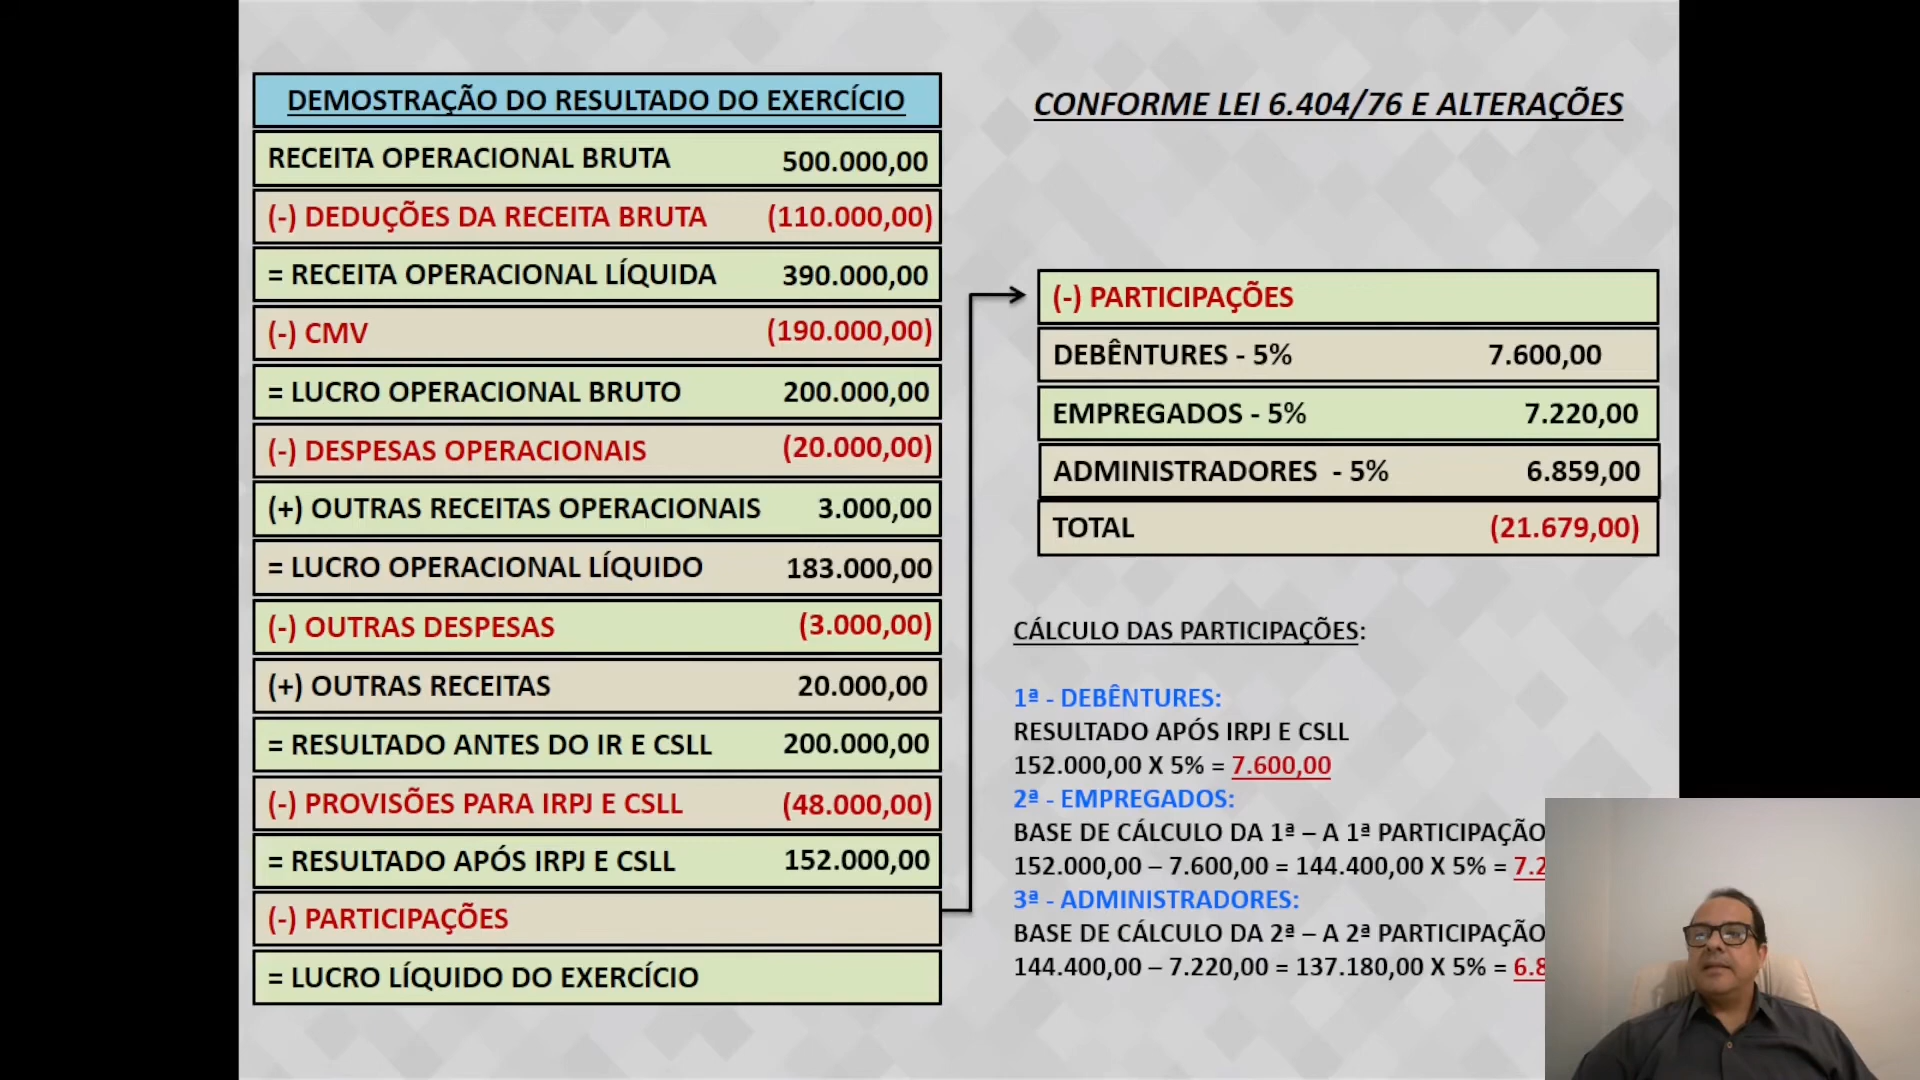 DEMOSTRAÇÃO DO RESULTADO DO EXERCÍCIO
RECEITA OPERACIONAL BRUTA 500.000,00
(-) DEDUÇÕES DA RECEITA BRUTA (110.000,00)
= RECEITA OPERACIONAL LÍQUIDA 390.000,00
(-) CMV (190.000,00)
= LUCRO OPERACIONAL BRUTO 200.000,00
(-) DESPESAS OPERACIONAIS (20.000,00)
(+) OUTRAS RECEITAS OPERACIONAIS 3.000,00
= LUCRO OPERACIONAL LÍQUIDO 183.000,00
(-) OUTRAS DESPESAS (3.000,00)
(+) OUTRAS RECEITAS 20.000,00
= RESULTADO ANTES DO IR E CSLL 200.000,00
(-) PROVISÕES PARA IRPJ E CSLL (48.000,00)
= RESULTADO APÓS IRPJ E CSLL 152.000,00
(-) PARTICIPAÇÕES
= LUCRO LÍQUIDO DO EXERCÍCIO
CONFORME LEI 6.404/76 E ALTERAÇÕES
(-) PARTICIPAÇÕES
DEBÊNTURES - 5% 7.600,00
EMPREGADOS - 5% 7.220,00
ADMINISTRADORES - 5% 6.859,00
TOTAL (21.679,00)
CÁLCULO DAS PARTICIPAÇÕES:
1ª - DEBÊNTURES:
RESULTADO APÓS IRPJ E CSLL
152.000,00 X 5% = 7.600,00
2ª - EMPREGADOS:
BASE DE CÁLCULO DA 1ª – A 1ª PARTICIPAÇÃO
152.000,00 – 7.600,00 = 144.400,00 X 5% = 7.2
3ª - ADMINISTRADORES:
BASE DE CÁLCULO DA 2ª – A 2ª PARTICIPAÇÃO
144.400,00 – 7.220,00 = 137.180,00 X 5% = 6.8